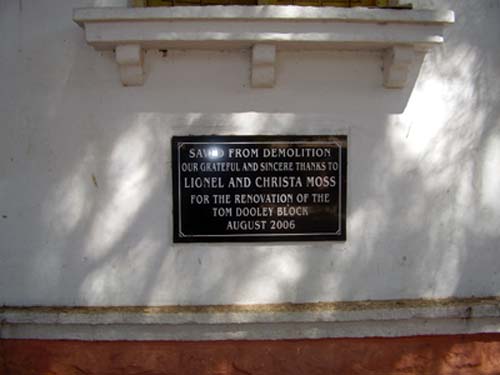 SAVED FROM DEMOLITION
OUR GRATEFUL AND SINCERE THANKS TO
LIONEL AND CHRISTA MOSS
FOR THE RENOVATION OF THE
TOM DOOLEY BLOCK
AUGUST 2006